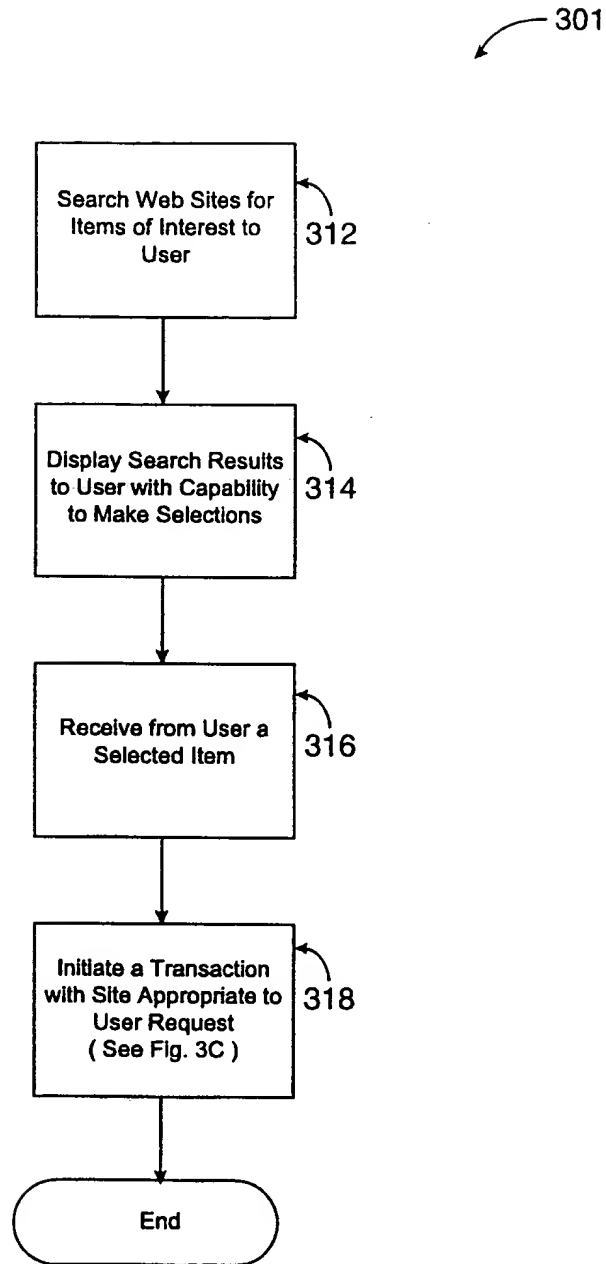 301
Search Web Sites for
Items of Interest to
User
312
Display Search Results
to User with Capability
to Make Selections
314
Receive from User a
Selected Item
316
Initiate a Transaction
with Site Appropriate to
User Request
( See Fig. 3C )
318
End